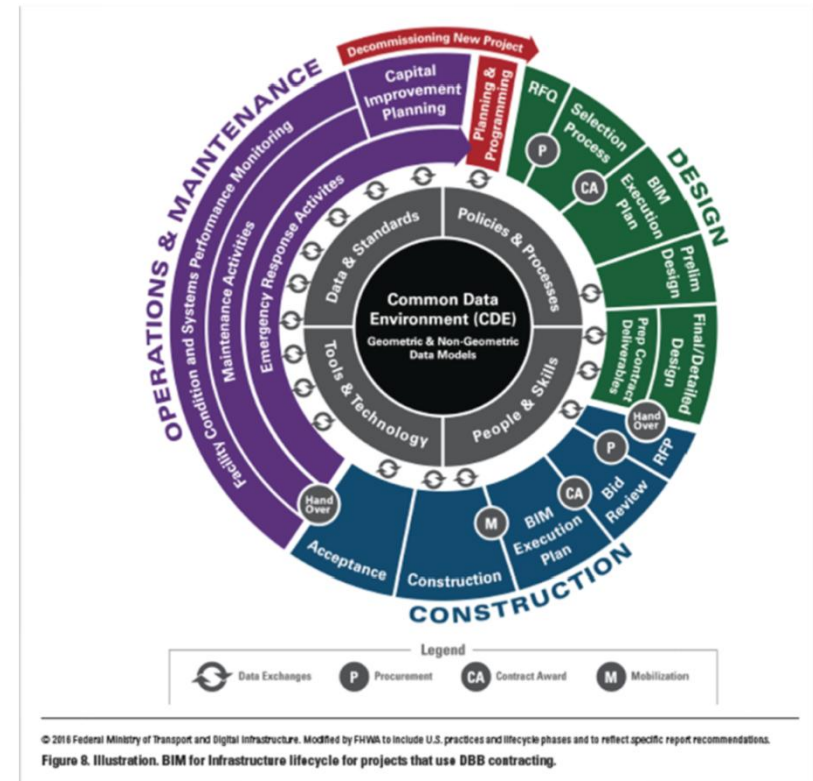 Decommissioning New Project
OPERATIONS & MAINTENANCE
Capital
Improvement
Planning
Facility Condition and Systems Performance Monitoring
Maintenance Activities
Emergency Response Activites
Planning &
Programming
DESIGN
RFQ
P
Selection
Process
CA
BIM
Execution
Plan
Prelim
Design
Final/Detailed
Design
Prep Contract
Deliverables
Hand
Over
Data & Standards
Policies & Processes
Common Data
Environment (CDE)
Geometric & Non-Geometric
Data Models
Tools & Technology
People & Skills
RFP
P
Bid
Review
CA
BIM
Execution
Plan
M
Construction
Acceptance
Hand
Over
CONSTRUCTION
Legend
Data Exchanges
P Procurement
CA Contract Award
M Mobilization
© 2016 Federal Ministry of Transport and Digital Infrastructure. Modified by FHWA to include U.S. practices and lifecycle phases and to reflect specific report recommendations.
Figure 8. Illustration. BIM for Infrastructure lifecycle for projects that use DBB contracting.